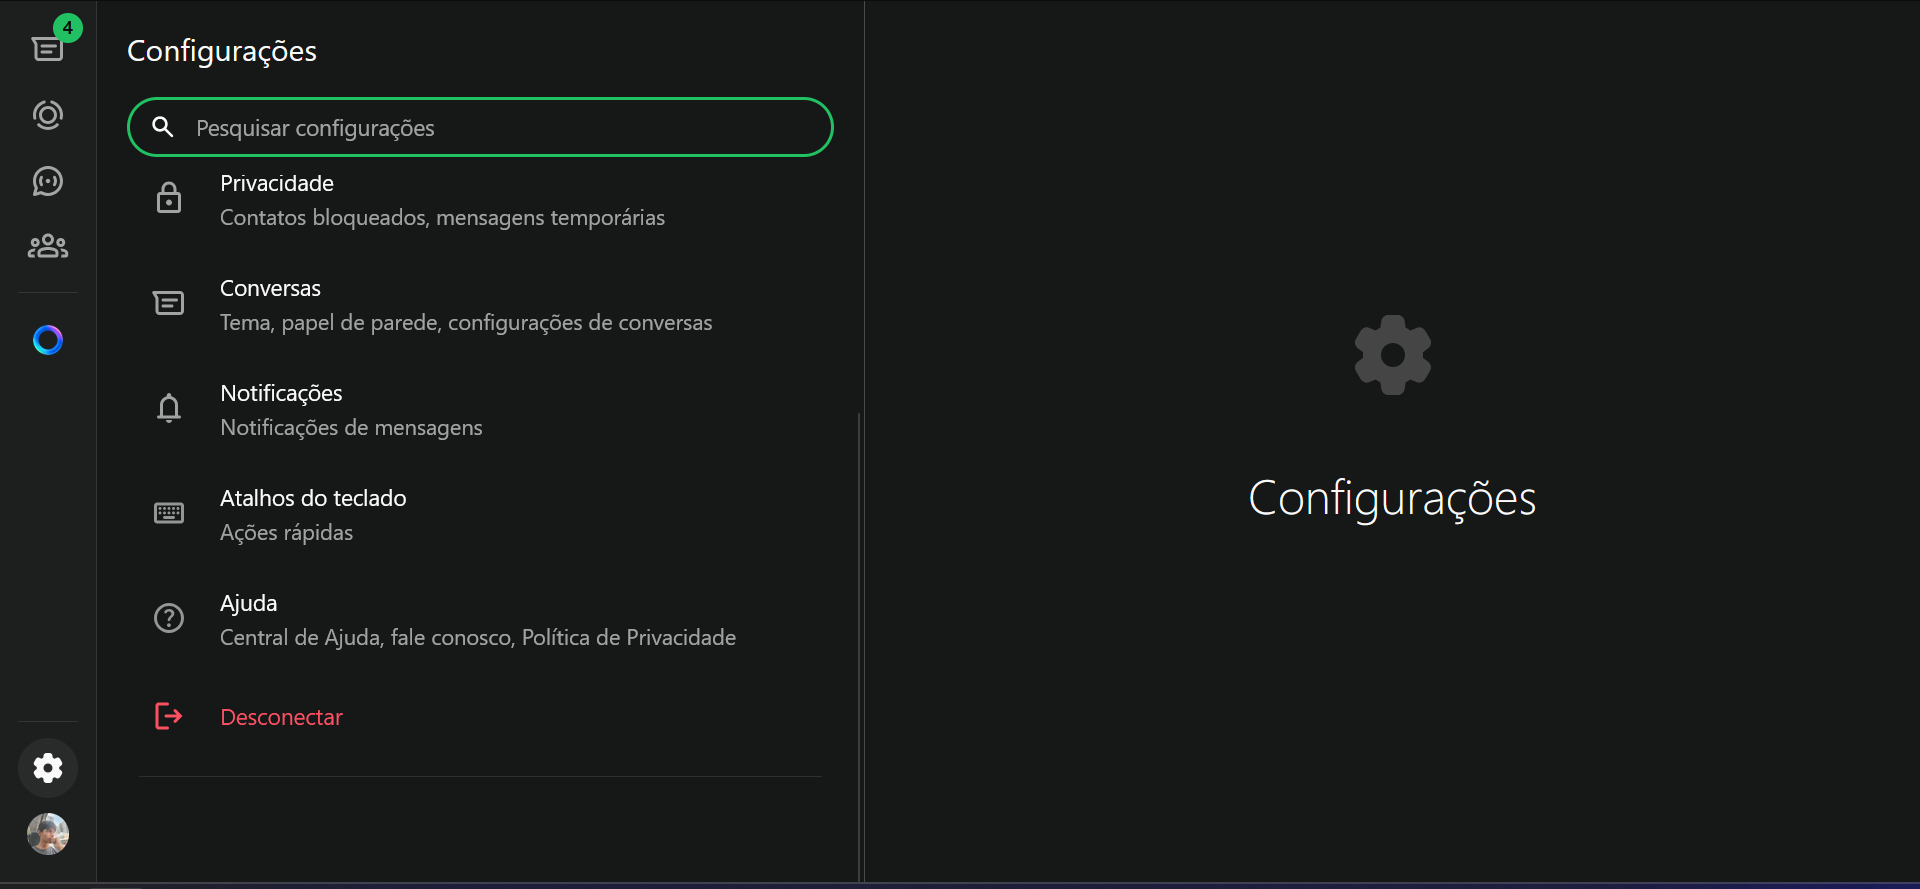 4
Configurações
Pesquisar configurações
Privacidade
Contatos bloqueados, mensagens temporárias
Conversas
Tema, papel de parede, configurações de conversas
Notificações
Notificações de mensagens
Atalhos do teclado
Ações rápidas
Ajuda
Central de Ajuda, fale conosco, Política de Privacidade
Desconectar
Configurações